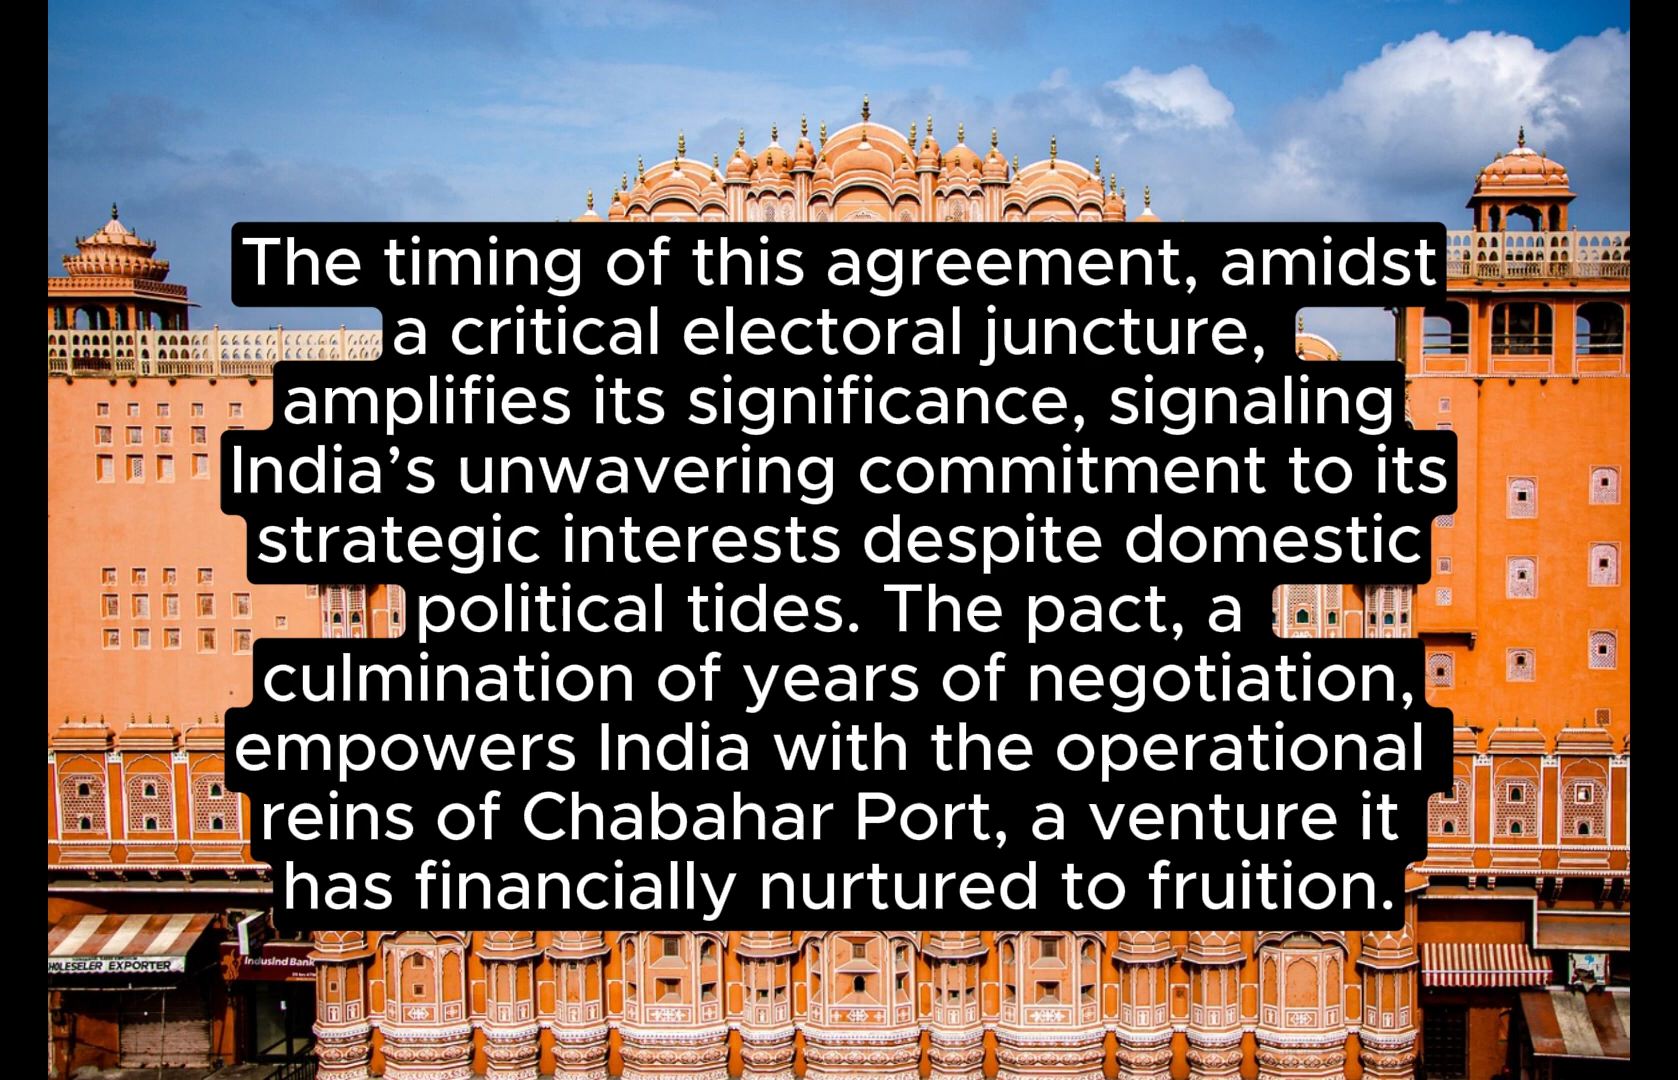 The timing of this agreement, amidst
a critical electoral juncture,
amplifies its significance, signaling
India’s unwavering commitment to its
strategic interests despite domestic
political tides. The pact, a
culmination of years of negotiation,
empowers India with the operational
reins of Chabahar Port, a venture it
has financially nurtured to fruition.
HOLESELER EXPORTER
IndusInd Bank